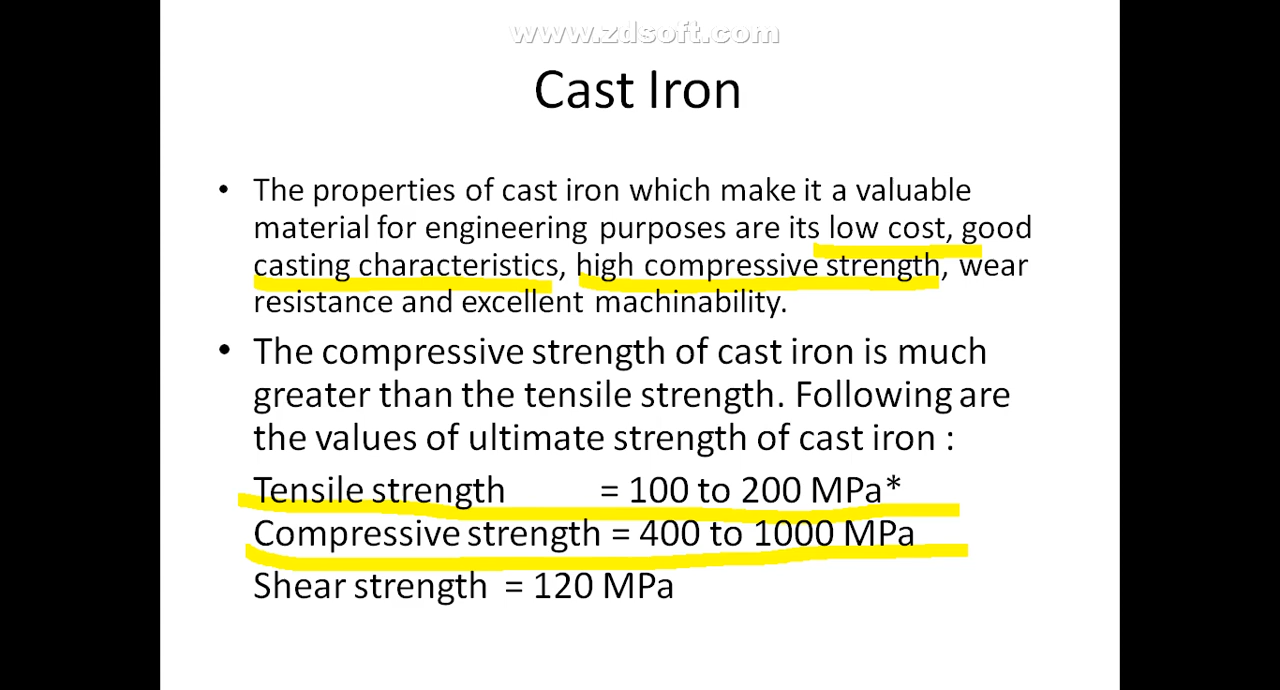 www.zdsoft.com
Cast Iron
• The properties of cast iron which make it a valuable
material for engineering purposes are its low cost, good
casting characteristics, high compressive strength, wear
resistance and excellent machinability.
• The compressive strength of cast iron is much
greater than the tensile strength. Following are
the values of ultimate strength of cast iron :
Tensile strength = 100 to 200 MPa*
Compressive strength = 400 to 1000 MPa
Shear strength = 120 MPa